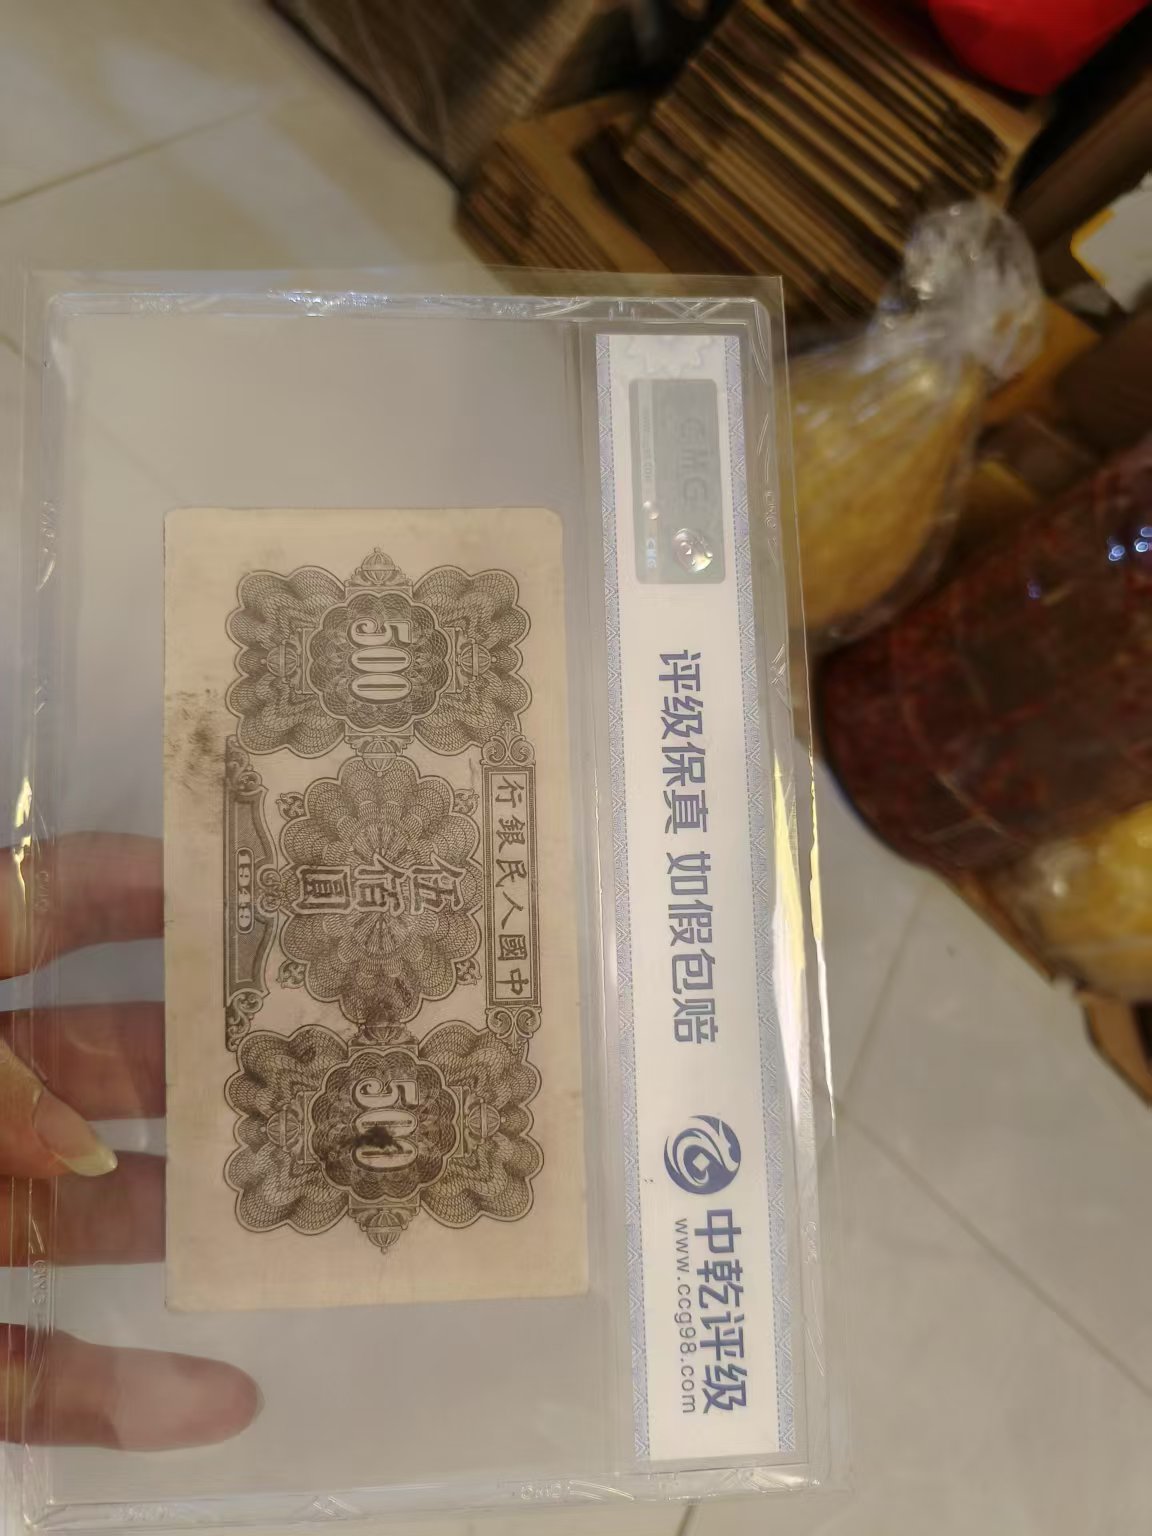 评级保真 如假包赔
中乾评级
www.ccg98.com
行銀民人國中
500
伍佰
圓
500
1949